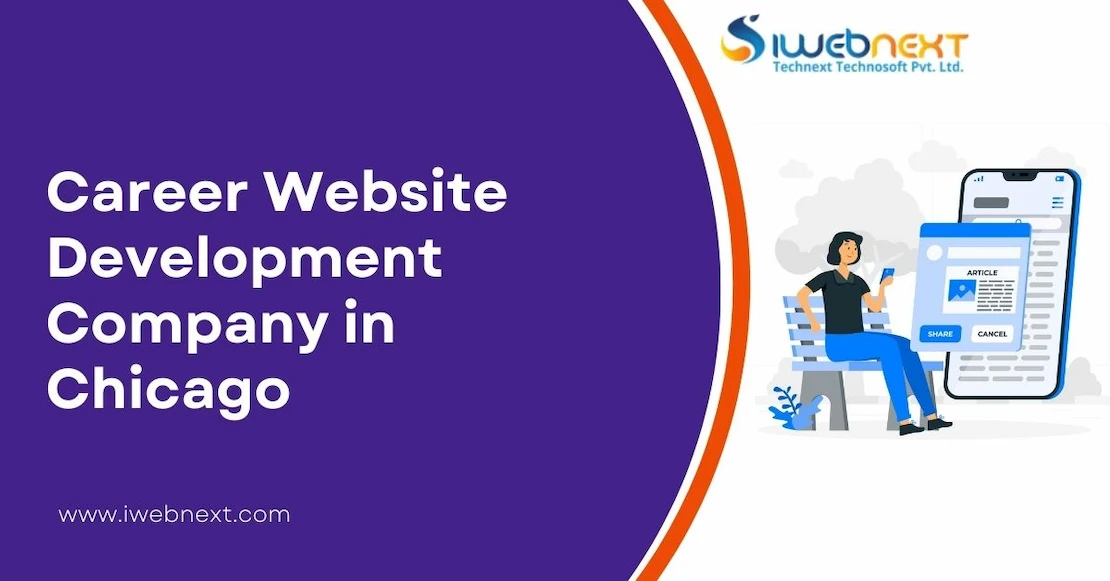 Career Website
Development
Company in
Chicago
www.iwebnext.com
IWEBNEXT
Technext Technosoft Pvt. Ltd.
ARTICLE
SHARE
CANCEL